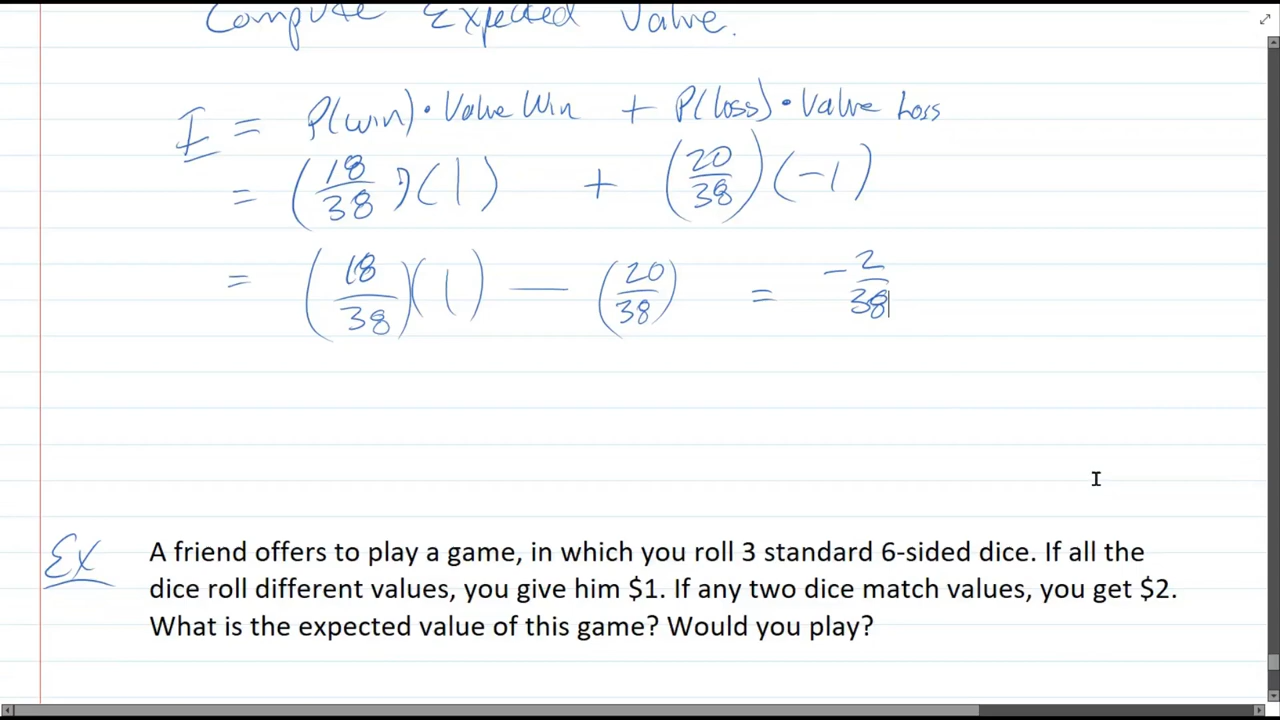 Compute Expected Value.
E = P(win) · Value Win + P(loss) · Value Loss
= (18/38)(1) + (20/38)(-1)
= (18/38)(1) — (20/38) = -2/38
Ex A friend offers to play a game, in which you roll 3 standard 6-sided dice. If all the
dice roll different values, you give him $1. If any two dice match values, you get $2.
What is the expected value of this game? Would you play?